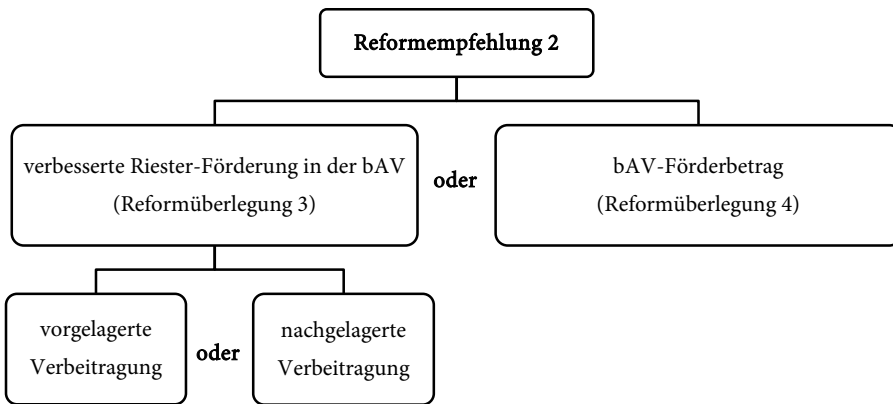 Reformempfehlung 2
verbesserte Riester-Förderung in der bAV
(Reformüberlegung 3)
oder
bAV-Förderbetrag
(Reformüberlegung 4)
vorgelagerte
Verbeitragung
oder
nachgelagerte
Verbeitragung